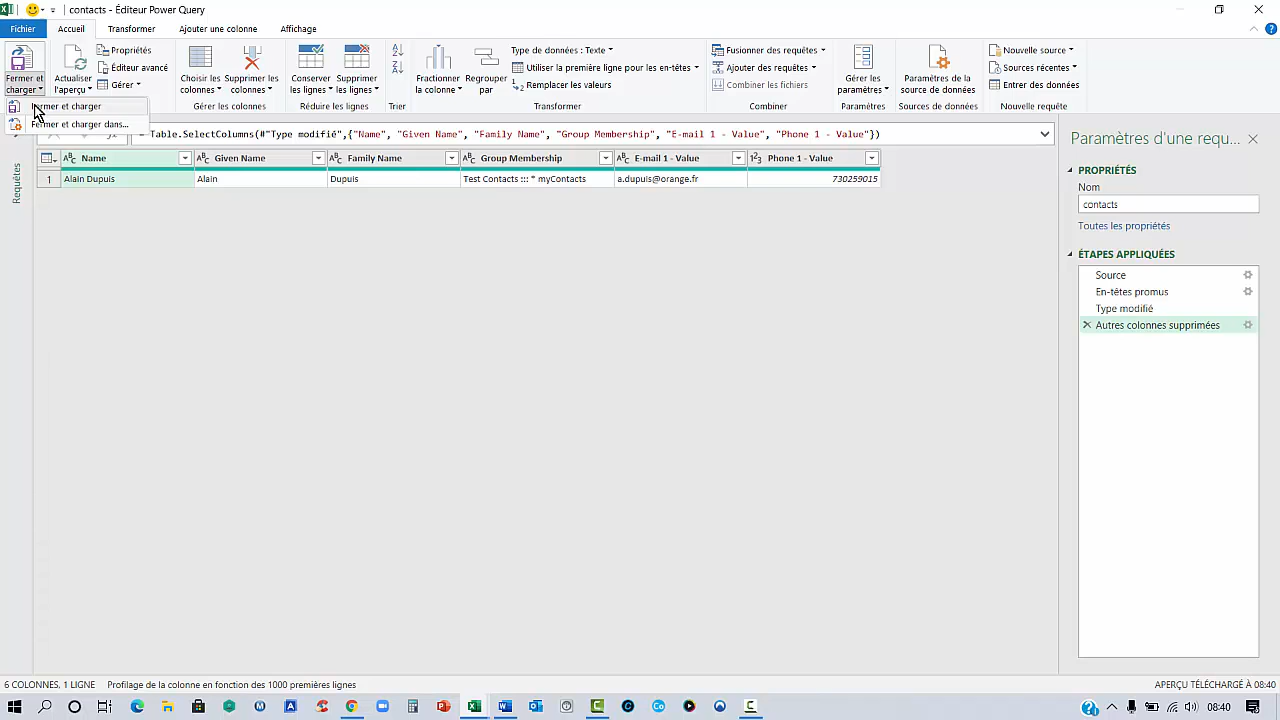 contacts - Éditeur Power Query
Fichier Accueil Transformer Ajouter une colonne Affichage
Fermer et charger
Actualiser l'aperçu
Propriétés
Éditeur avancé
Gérer
Choisir les colonnes
Supprimer les colonnes
Gérer les colonnes
Conserver les lignes
Supprimer les lignes
Réduire les lignes
Trier
Fractionner la colonne
Regrouper par
Type de données : Texte
Utiliser la première ligne pour les en-têtes
Remplacer les valeurs
Transformer
Fusionner des requêtes
Ajouter des requêtes
Combiner les fichiers
Combiner
Gérer les paramètres
Paramètres
Paramètres de la source de données
Sources de données
Nouvelle source
Sources récentes
Entrer des données
Nouvelle requête
Fermer et charger
Fermer et charger dans...
= Table.SelectColumns(#"Type modifié",{"Name", "Given Name", "Family Name", "Group Membership", "E-mail 1 - Value", "Phone 1 - Value"})
Requêtes
Name Given Name Family Name Group Membership E-mail 1 - Value Phone 1 - Value
1 Alain Dupuis Alain Dupuis Test Contacts ::: * myContacts a.dupuis@orange.fr 730259015
Paramètres d'une requ...
PROPRIÉTÉS
Nom
contacts
Toutes les propriétés
ÉTAPES APPLIQUÉES
Source
En-têtes promus
Type modifié
Autres colonnes supprimées
6 COLONNES, 1 LIGNE Profilage de la colonne en fonction des 1000 premières lignes
APERÇU TÉLÉCHARGÉ À 08:40
08:40